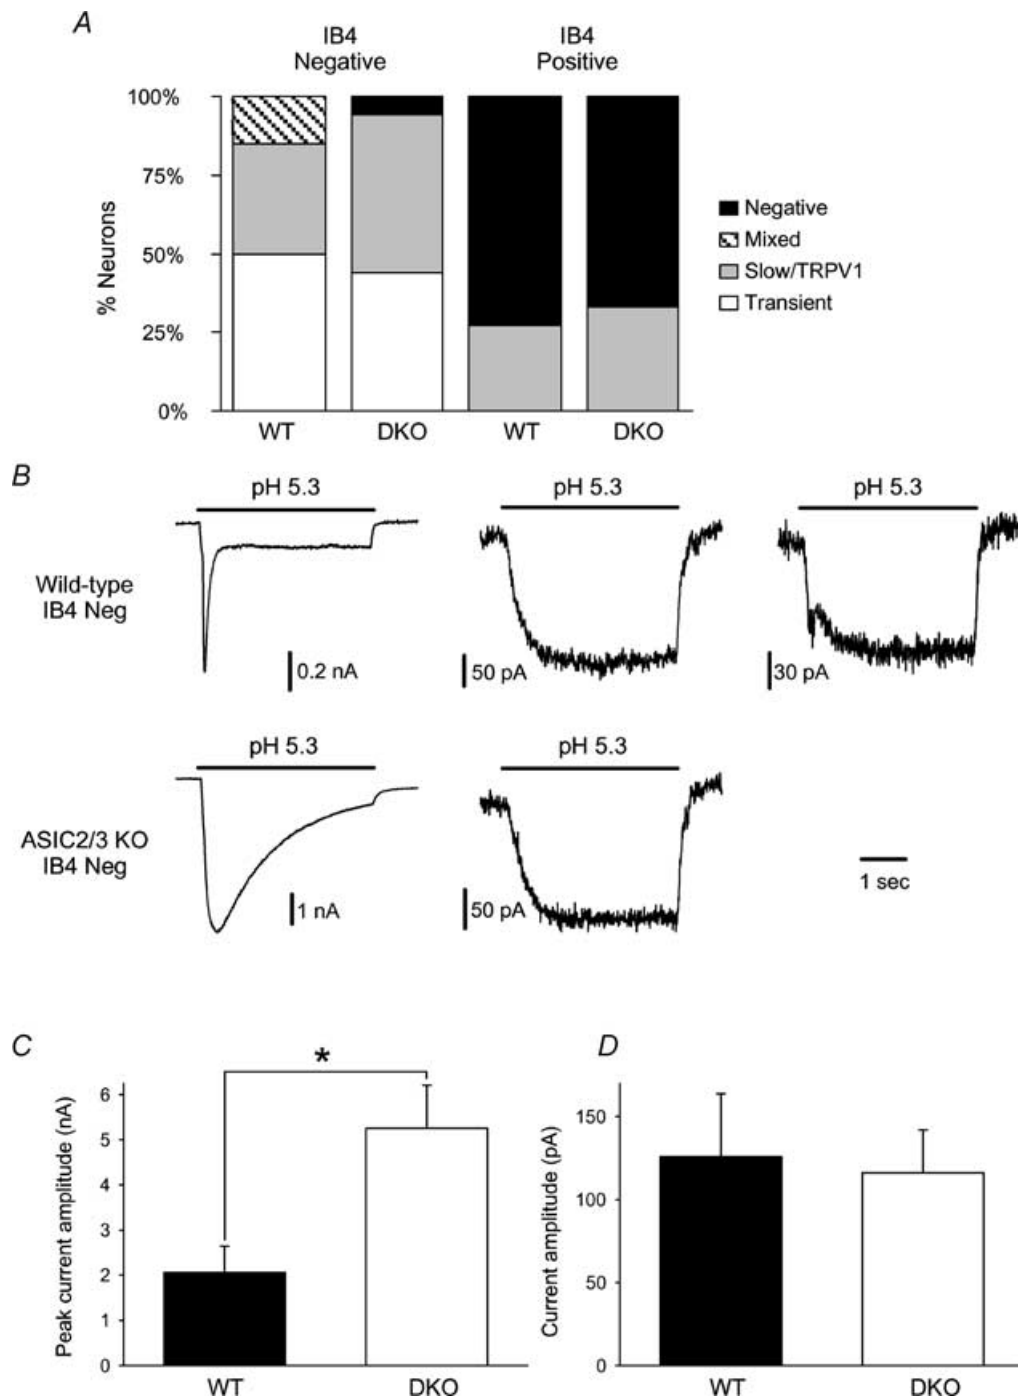 A
IB4
Negative
IB4
Positive
% Neurons
100%
75%
50%
25%
0%
WT
DKO
WT
DKO
Negative
Mixed
Slow/TRPV1
Transient
B
Wild-type
IB4 Neg
pH 5.3
0.2 nA
pH 5.3
50 pA
pH 5.3
30 pA
ASIC2/3 KO
IB4 Neg
pH 5.3
1 nA
pH 5.3
50 pA
1 sec
C
Peak current amplitude (nA)
6
5
4
3
2
1
0
*
WT
DKO
D
Current amplitude (pA)
150
100
50
0
WT
DKO